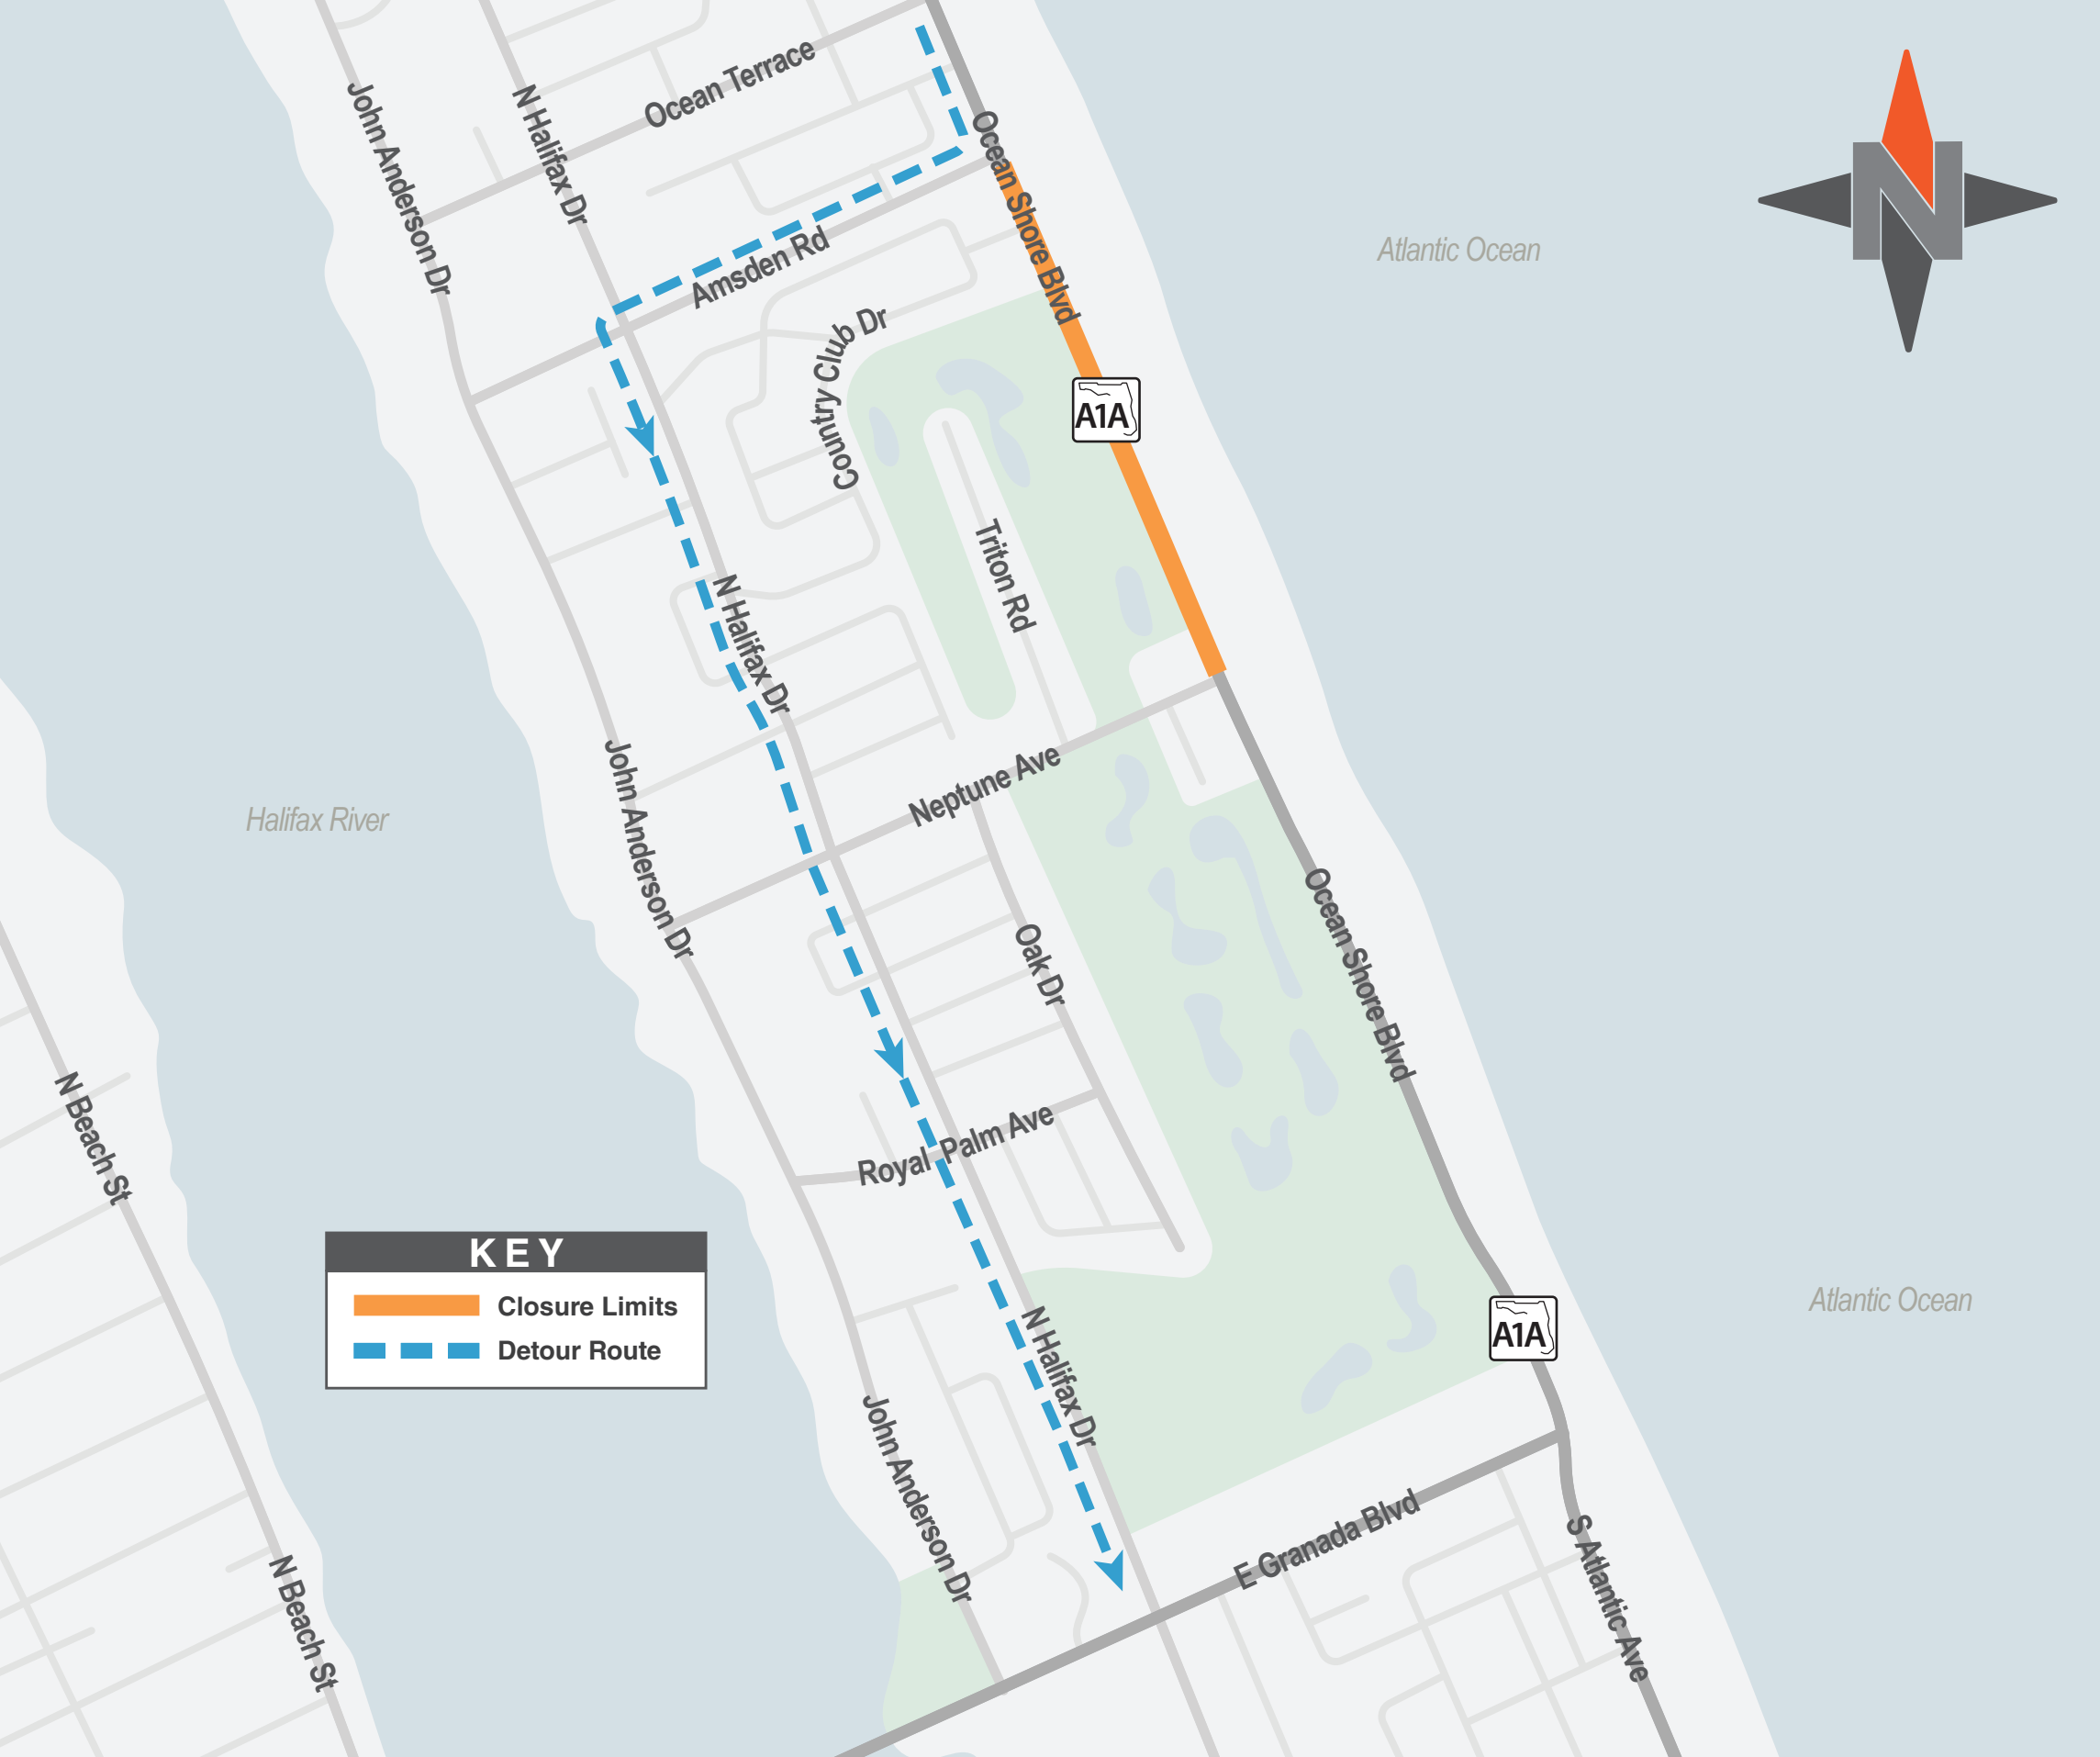 Ocean Terrace
John Anderson Dr
N Halifax Dr
Ocean Shore Blvd
N
Atlantic Ocean
Amsden Rd
Country Club Dr
A1A
Triton Rd
N Halifax Dr
Neptune Ave
Halifax River
John Anderson Dr
Oak Dr
Ocean Shore Blvd
N Beach St
Royal Palm Ave
KEY
Closure Limits
Detour Route
Atlantic Ocean
A1A
N Halifax Dr
John Anderson Dr
E Granada Blvd
S Atlantic Ave
N Beach St